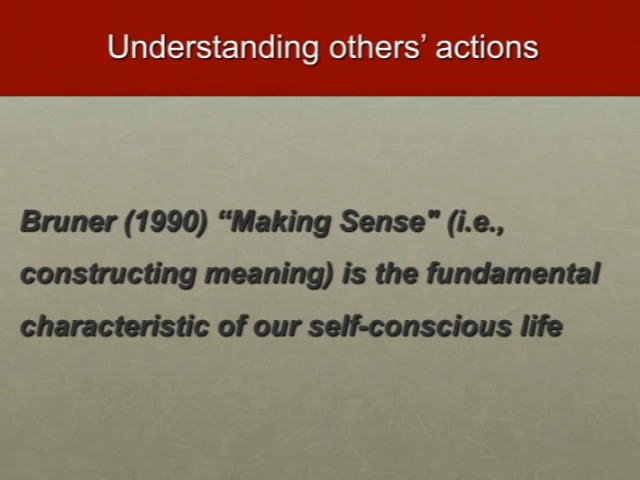 Understanding others’ actions
Bruner (1990) “Making Sense" (i.e.,
constructing meaning) is the fundamental
characteristic of our self-conscious life